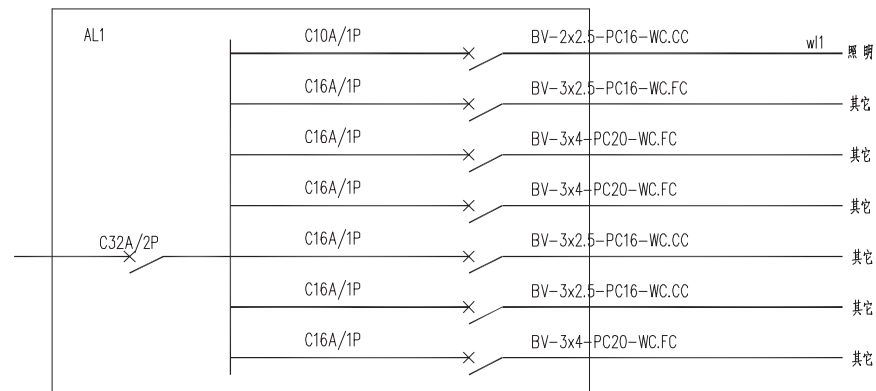 AL1
C10A/1P BV-2x2.5-PC16-WC.CC wl1 照明
C16A/1P BV-3x2.5-PC16-WC.FC 其它
C16A/1P BV-3x4-PC20-WC.FC 其它
C16A/1P BV-3x4-PC20-WC.FC 其它
C32A/2P C16A/1P BV-3x2.5-PC16-WC.CC 其它
C16A/1P BV-3x2.5-PC16-WC.CC 其它
C16A/1P BV-3x4-PC20-WC.FC 其它